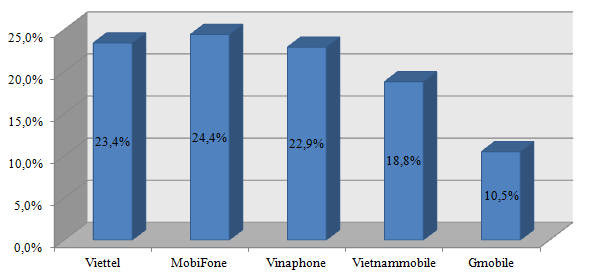 25,0%
20,0%
15,0%
10,0%
5,0%
0,0%
23,4%
24,4%
22,9%
18,8%
10,5%
Viettel
MobiFone
Vinaphone
Vietnammobile
Gmobile